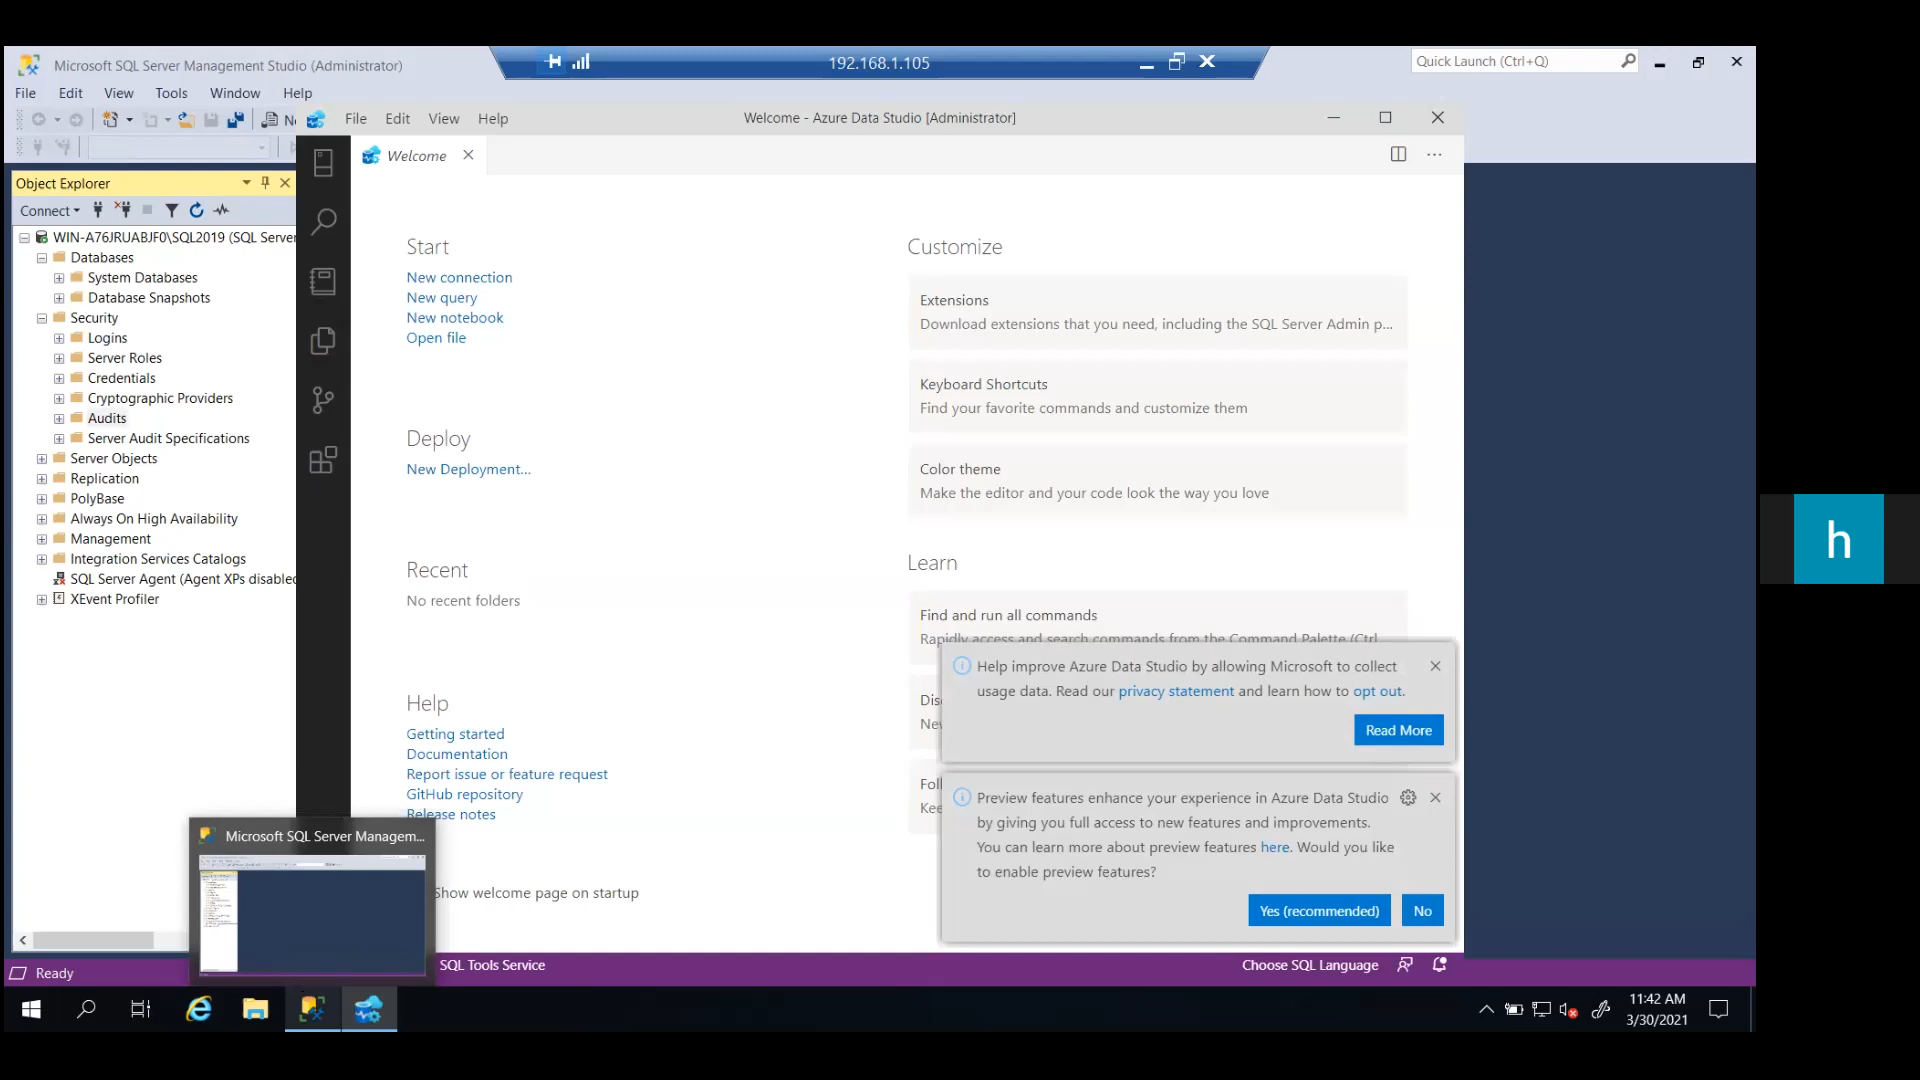 Microsoft SQL Server Management Studio (Administrator)
192.168.1.105
Quick Launch (Ctrl+Q)
File Edit View Tools Window Help
File Edit View Help
Welcome - Azure Data Studio [Administrator]
Welcome
Object Explorer
Connect
WIN-A76JRUABJF0\SQL2019 (SQL Server
Databases
System Databases
Database Snapshots
Security
Logins
Server Roles
Credentials
Cryptographic Providers
Audits
Server Audit Specifications
Server Objects
Replication
PolyBase
Always On High Availability
Management
Integration Services Catalogs
SQL Server Agent (Agent XPs disabled
XEvent Profiler
Start
New connection
New query
New notebook
Open file
Deploy
New Deployment...
Recent
No recent folders
Help
Getting started
Documentation
Report issue or feature request
GitHub repository
Release notes
Show welcome page on startup
Customize
Extensions
Download extensions that you need, including the SQL Server Admin p...
Keyboard Shortcuts
Find your favorite commands and customize them
Color theme
Make the editor and your code look the way you love
Learn
Find and run all commands
Rapidly access and search commands from the Command Palette (Ctrl
Help improve Azure Data Studio by allowing Microsoft to collect
usage data. Read our privacy statement and learn how to opt out.
Read More
Preview features enhance your experience in Azure Data Studio
by giving you full access to new features and improvements.
You can learn more about preview features here. Would you like
to enable preview features?
Yes (recommended) No
Microsoft SQL Server Managem...
Ready
SQL Tools Service
Choose SQL Language
11:42 AM
3/30/2021
h